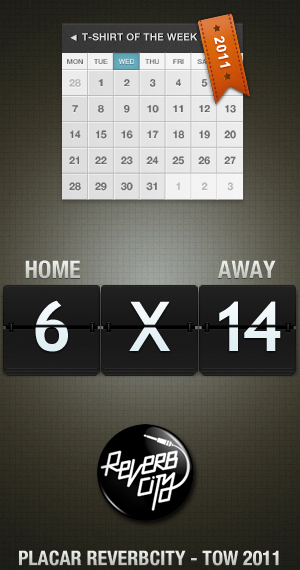 ◀ T-SHIRT OF THE WEEK
2011
MON TUE WED THU FRI SAT
28 1 2 3 4 5
7 8 9 10 11 12 13
14 15 16 17 18 19 20
21 22 23 24 25 26 27
28 29 30 31 1 2 3
HOME AWAY
6 X 14
REVERB
CITY
PLACAR REVERBCITY - TOW 2011